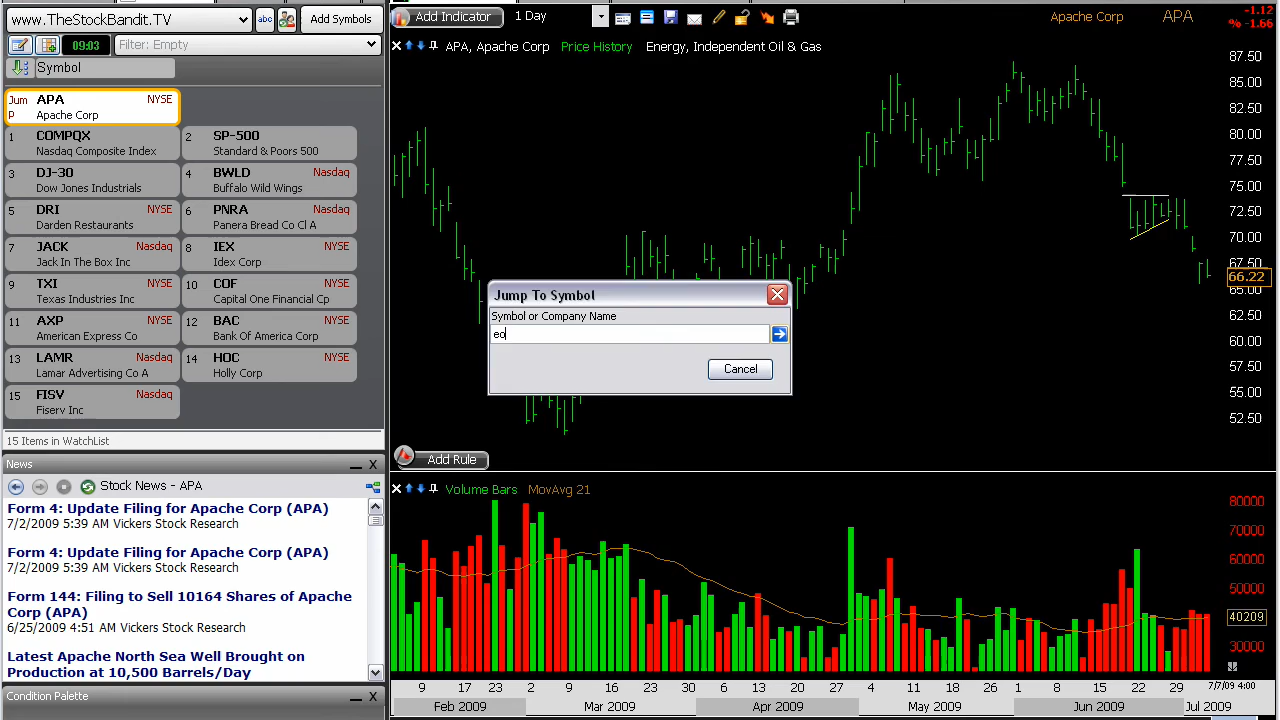 www.TheStockBandit.TV
abc
Add Symbols
09:03
Filter: Empty
Symbol
Jum
p
APA
NYSE
Apache Corp
1 COMPQX
Nasdaq Composite Index
2 SP-500
Standard & Poors 500
3 DJ-30
Dow Jones Industrials
4 BWLD Nasdaq
Buffalo Wild Wings
5 DRI NYSE
Darden Restaurants
6 PNRA Nasdaq
Panera Bread Co Cl A
7 JACK Nasdaq
Jack In The Box Inc
8 IEX NYSE
Idex Corp
9 TXI NYSE
Texas Industries Inc
10 COF NYSE
Capital One Financial Cp
11 AXP NYSE
American Express Co
12 BAC NYSE
Bank Of America Corp
13 LAMR Nasdaq
Lamar Advertising Co A
14 HOC NYSE
Holly Corp
15 FISV Nasdaq
Fiserv Inc
15 Items in WatchList
News
Stock News - APA
Form 4: Update Filing for Apache Corp (APA)
7/2/2009 5:39 AM Vickers Stock Research
Form 4: Update Filing for Apache Corp (APA)
7/2/2009 5:39 AM Vickers Stock Research
Form 144: Filing to Sell 10164 Shares of Apache
Corp (APA)
6/25/2009 4:51 AM Vickers Stock Research
Latest Apache North Sea Well Brought on
Production at 10,500 Barrels/Day
Condition Palette
Add Indicator
1 Day
Apache Corp
APA
-1.12
% -1.66
APA, Apache Corp Price History Energy, Independent Oil & Gas
87.50
85.00
82.50
80.00
77.50
75.00
72.50
70.00
67.50
66.22
65.00
62.50
60.00
57.50
55.00
52.50
Jump To Symbol
Symbol or Company Name
eo
Cancel
Add Rule
Volume Bars MovAvg 21
80000
70000
60000
50000
40209
30000
9 17 23 2 9 16 23 30 6 13 20 27 4 11 18 26 1 8 15 22 29 7/7/09 4:00
Feb 2009 Mar 2009 Apr 2009 May 2009 Jun 2009 Jul 2009